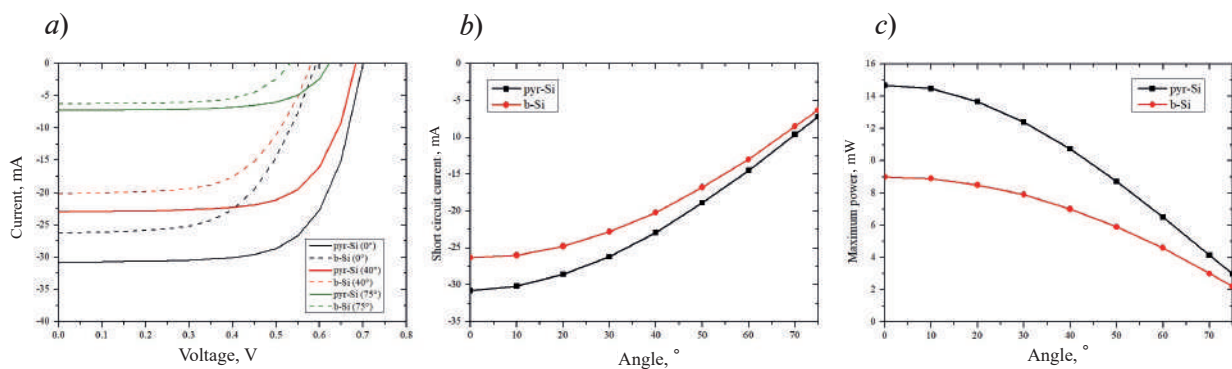 a)
b)
c)
Current, mA
0
-5
-10
-15
-20
-25
-30
-35
-40
0.0 0.1 0.2 0.3 0.4 0.5 0.6 0.7 0.8
Voltage, V
pyr-Si (0°)
b-Si (0°)
pyr-Si (40°)
b-Si (40°)
pyr-Si (75°)
b-Si (75°)
Short circuit current, mA
0
-5
10
-15
-20
-25
-30
-35
0 10 20 30 40 50 60 70
Angle, °
pyr-Si
b-Si
Maximum power, mW
16
14
12
10
0
8
6
4
2
0 10 20 30 40 50 60 70
Angle, °
pyr-Si
b-Si